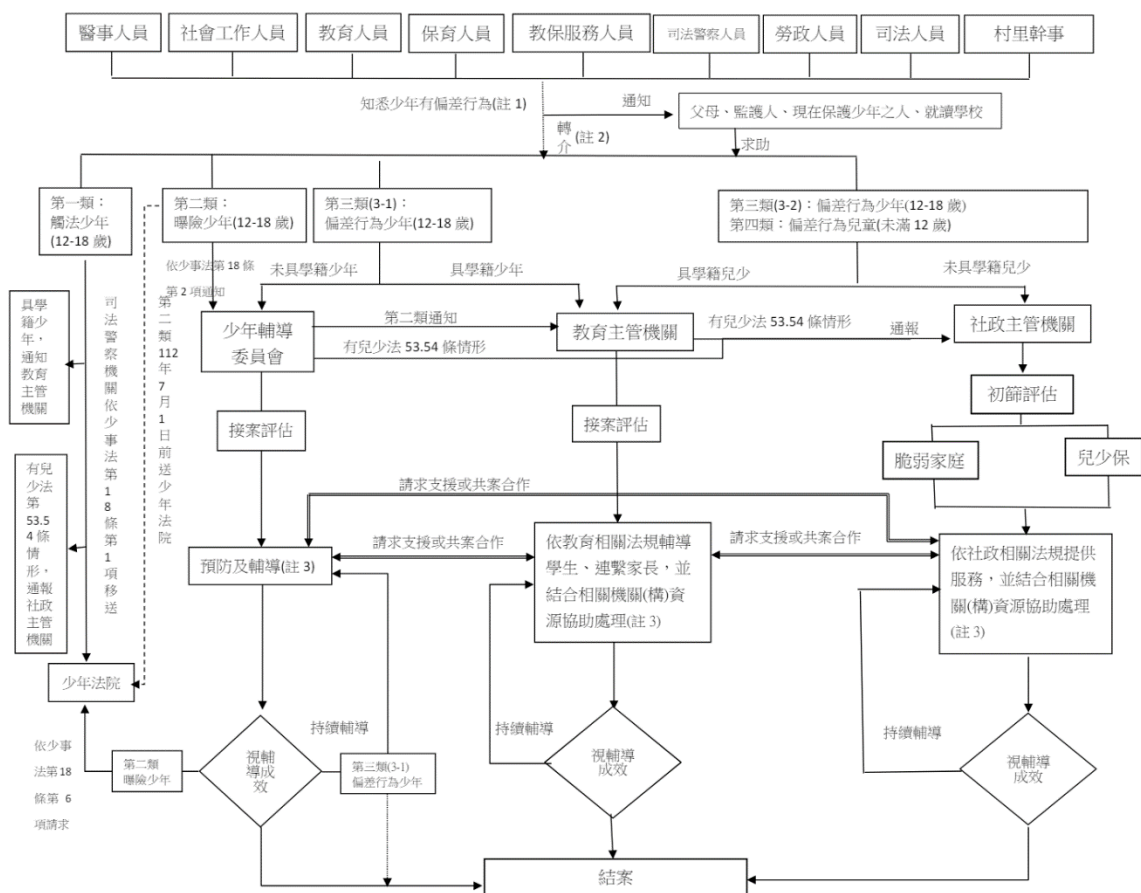 醫事人員
社會工作人員
教育人員
保育人員
教保服務人員
司法警察人員
勞政人員
司法人員
村里幹事
知悉少年有偏差行為(註 1)
通知
父母、監護人、現在保護少年之人、就讀學校
轉介
(註 2)
求助
第一類：
觸法少年
(12-18 歲)
第二類：
曝險少年(12-18 歲)
第三類(3-1)：
偏差行為少年(12-18 歲)
第三類(3-2)：偏差行為少年(12-18 歲)
第四類：偏差行為兒童(未滿 12 歲)
依少事法第 18 條
第 2 項通知
未具學籍少年
具學籍少年
具學籍兒少
未具學籍兒少
少年輔導
委員會
第二類通知
有兒少法 53.54 條情形
教育主管機關
有兒少法 53.54 條情形
通報
社政主管機關
具學
籍少
年，
通知
教育
主管
機關
司法警察機關依少事法第18條第1項移送
第二類112年7月1日前送少年法院
初篩評估
接案評估
接案評估
脆弱家庭
兒少保
有兒
少法
第
53.5
4 條
情
形，
通報
社政
主管
機關
請求支援或共案合作
請求支援或共案合作
請求支援或共案合作
預防及輔導(註 3)
依教育相關法規輔導
學生、連繫家長，並
結合相關機關(構)資
源協助處理(註 3)
依社政相關法規提供
服務，並結合相關機
關(構)資源協助處理
(註 3)
少年法院
持續輔導
持續輔導
持續輔導
依少事
法第18
條第 6
項請求
第二類
曝險少年
視輔
導成
效
第三類(3-1)
偏差行為少年
視輔導
成效
視輔導
成效
結案